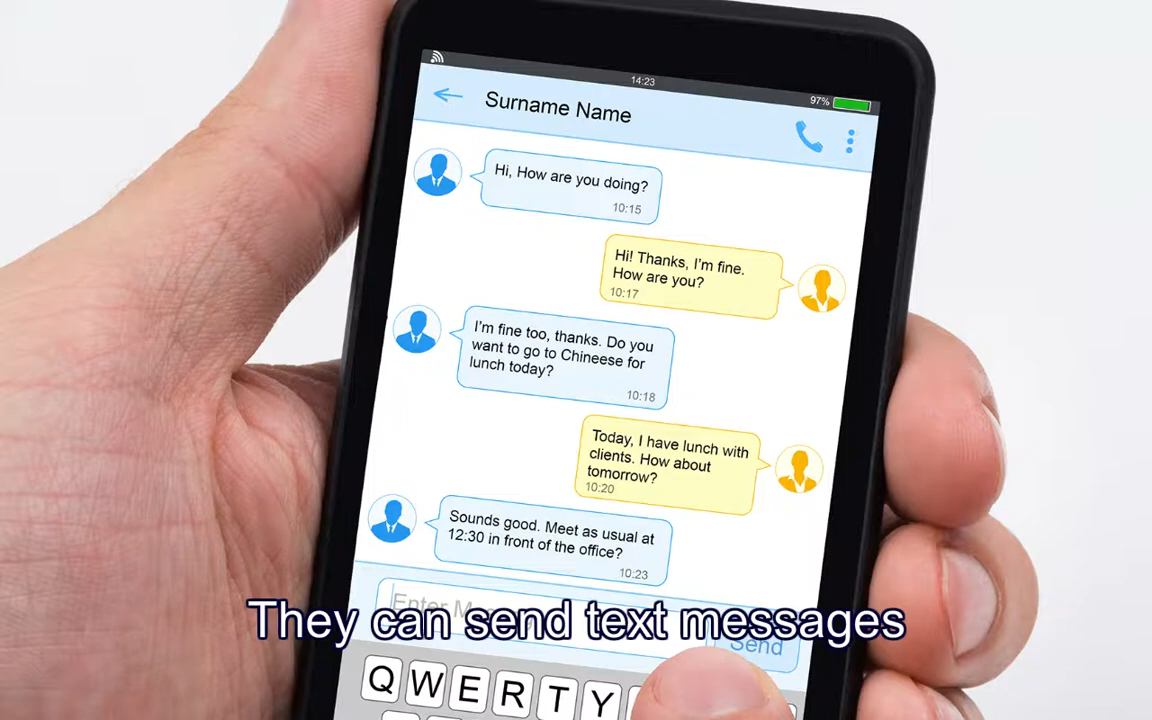 14:23
97%
Surname Name
Hi, How are you doing?
10:15
Hi! Thanks, I'm fine.
How are you?
10:17
I'm fine too, thanks. Do you
want to go to Chineese for
lunch today?
10:18
Today, I have lunch with
clients. How about
tomorrow?
10:20
Sounds good. Meet as usual at
12:30 in front of the office?
10:23
Enter
They can send text messages
Send
Q W E R T Y